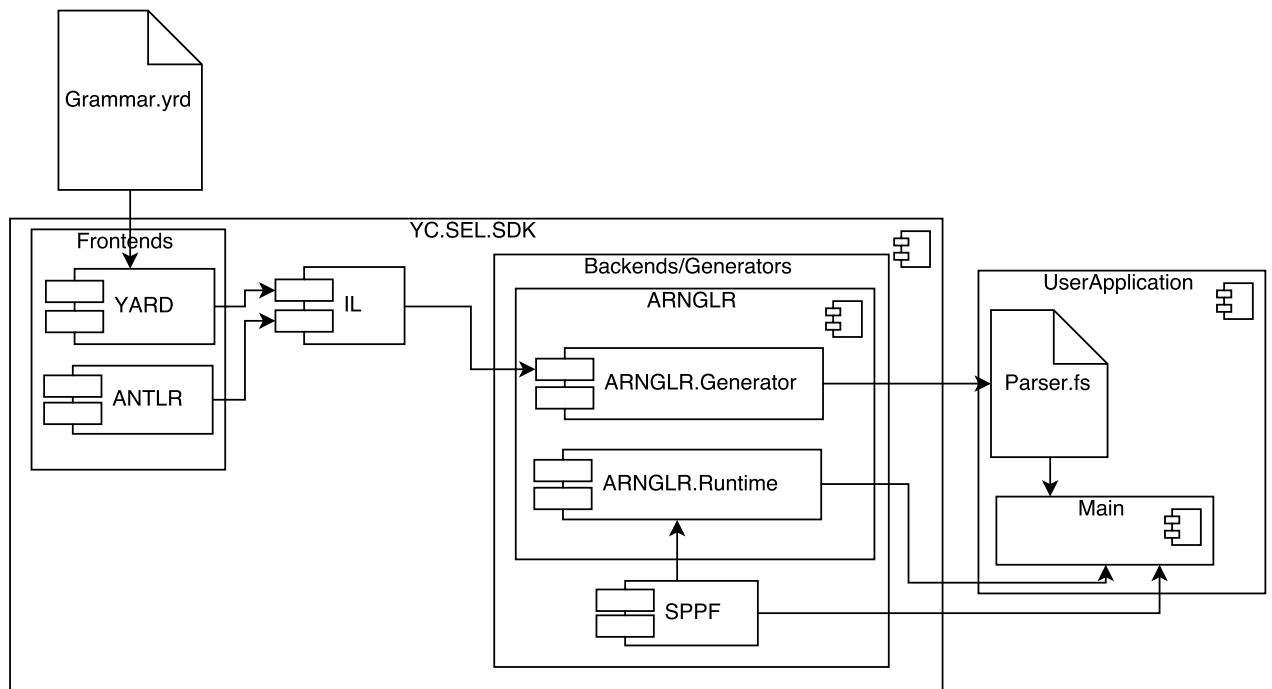 Grammar.yrd
YC.SEL.SDK
Frontends
YARD
ANTLR
IL
Backends/Generators
ARNGLR
ARNGLR.Generator
ARNGLR.Runtime
SPPF
UserApplication
Parser.fs
Main